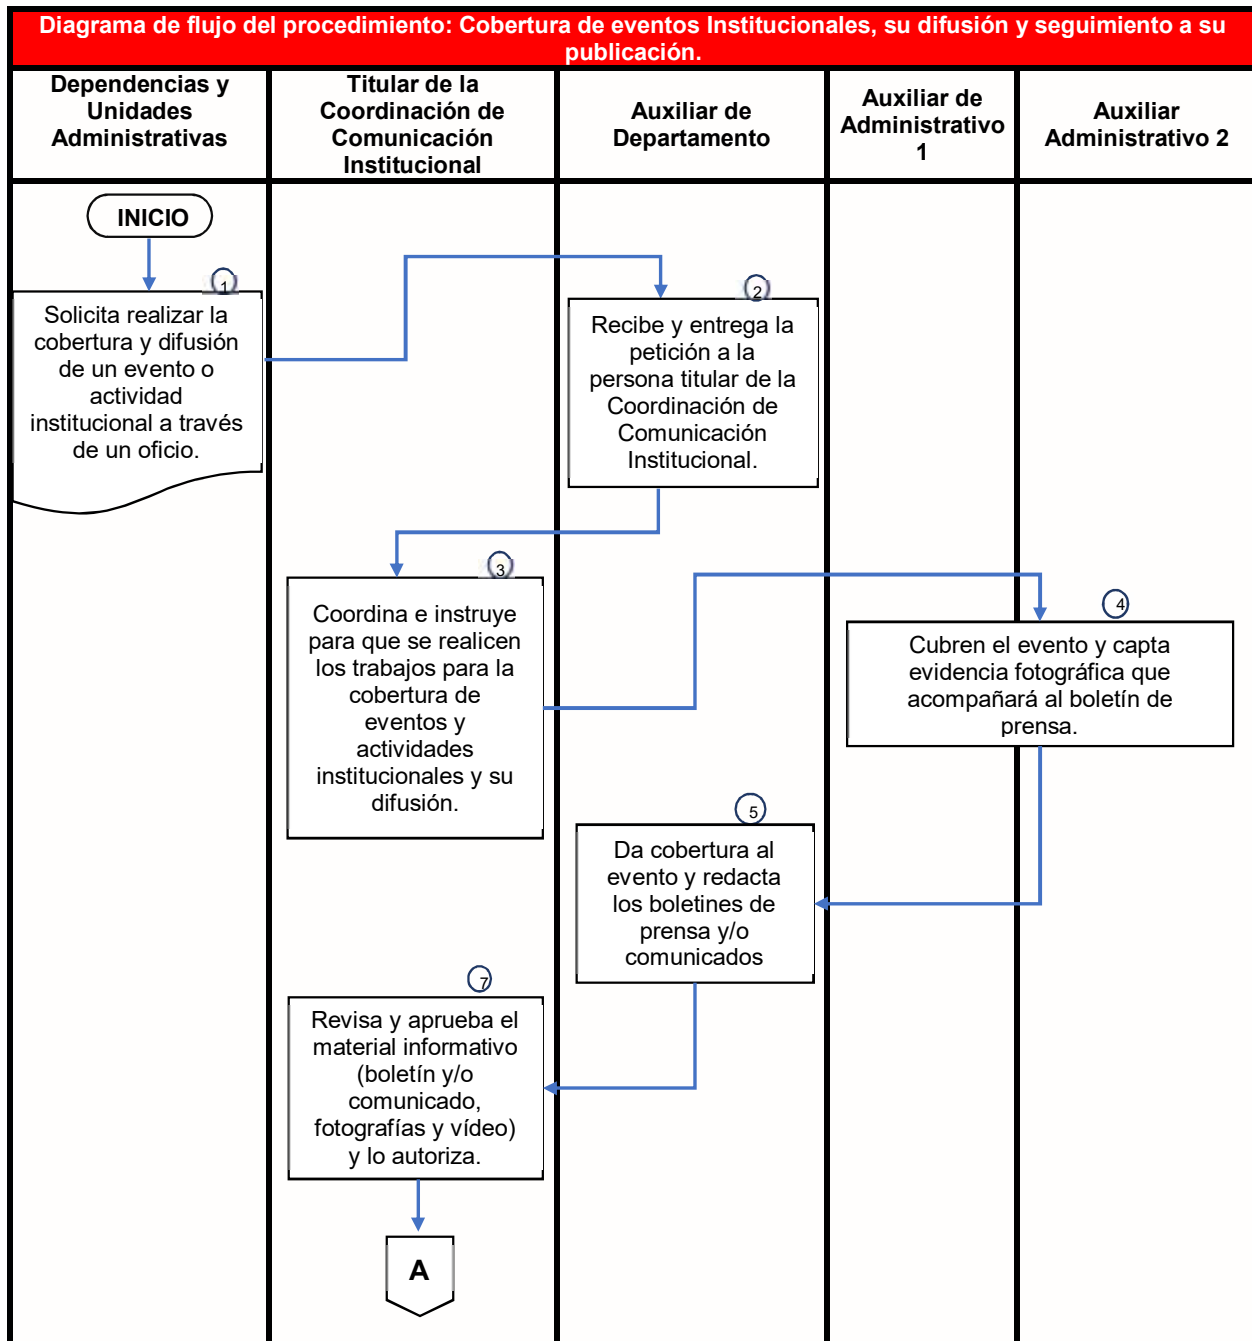 Diagrama de flujo del procedimiento: Cobertura de eventos Institucionales, su difusión y seguimiento a su
publicación.
Dependencias y
Unidades
Administrativas
Titular de la
Coordinación de
Comunicación
Institucional
Auxiliar de
Departamento
Auxiliar de
Administrativo
1
Auxiliar
Administrativo 2
INICIO
1
Solicita realizar la
cobertura y difusión
de un evento o
actividad
institucional a través
de un oficio.
2
Recibe y entrega la
petición a la
persona titular de la
Coordinación de
Comunicación
Institucional.
3
Coordina e instruye
para que se realicen
los trabajos para la
cobertura de
eventos y
actividades
institucionales y su
difusión.
4
Cubren el evento y capta
evidencia fotográfica que
acompañará al boletín de
prensa.
5
Da cobertura al
evento y redacta
los boletines de
prensa y/o
comunicados
7
Revisa y aprueba el
material informativo
(boletín y/o
comunicado,
fotografías y vídeo)
y lo autoriza.
A